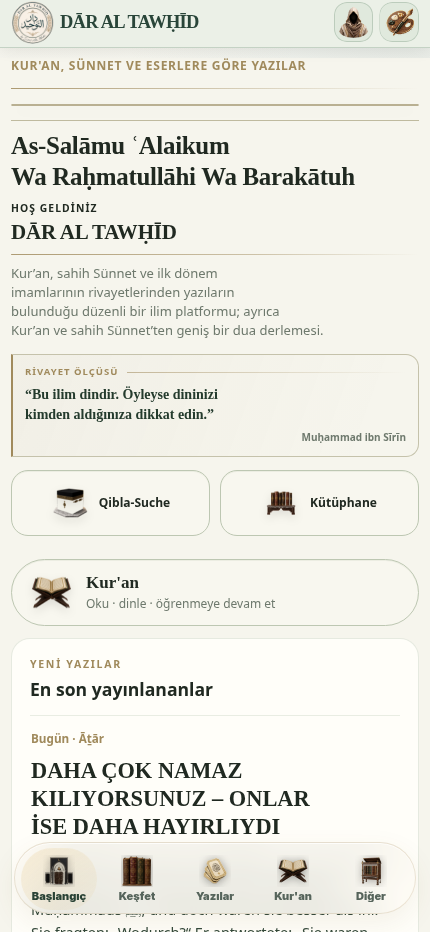 DĀR AL TAWḤĪD
KUR'AN, SÜNNET VE ESERLERE GÖRE YAZILAR
As-Salāmu ʿAlaikum
Wa Raḥmatullāhi Wa Barakātuh
HOŞ GELDİNİZ
DĀR AL TAWḤĪD
Kur’an, sahih Sünnet ve ilk dönem
imamlarının rivayetlerinden yazıların
bulunduğu düzenli bir ilim platformu; ayrıca
Kur’an ve sahih Sünnet’ten geniş bir dua derlemesi.
RİVAYET ÖLÇÜSÜ
“Bu ilim dindir. Öyleyse dininizi
kimden aldığınıza dikkat edin.”
Muḥammad ibn Sīrīn
Qibla-Suche
Kütüphane
Kur'an
Oku · dinle · öğrenmeye devam et
YENİ YAZILAR
En son yayınlananlar
Bugün · Āṯār
DAHA ÇOK NAMAZ
KILIYORSUNUZ – ONLAR
İSE DAHA HAYIRLIYDI
Başlangıç
Keşfet
Yazılar
Kur'an
Diğer